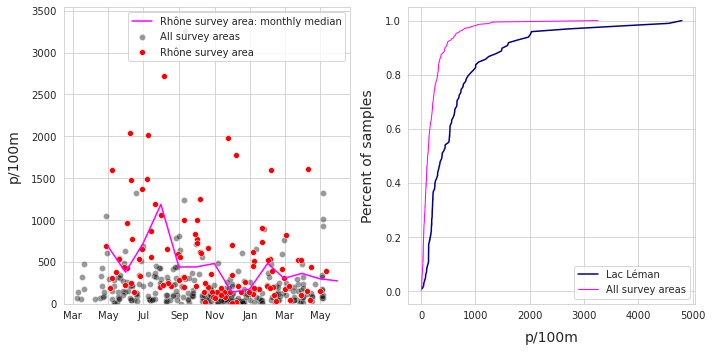 Rhône survey area: monthly median
All survey areas
Rhône survey area
p/100m
3500
3000
2500
2000
1500
1000
500
0
Mar May Jul Sep Nov Jan Mar May
Percent of samples
1.0
0.8
0.6
0.4
0.2
0.0
Lac Léman
All survey areas
0 1000 2000 3000 4000 5000
p/100m